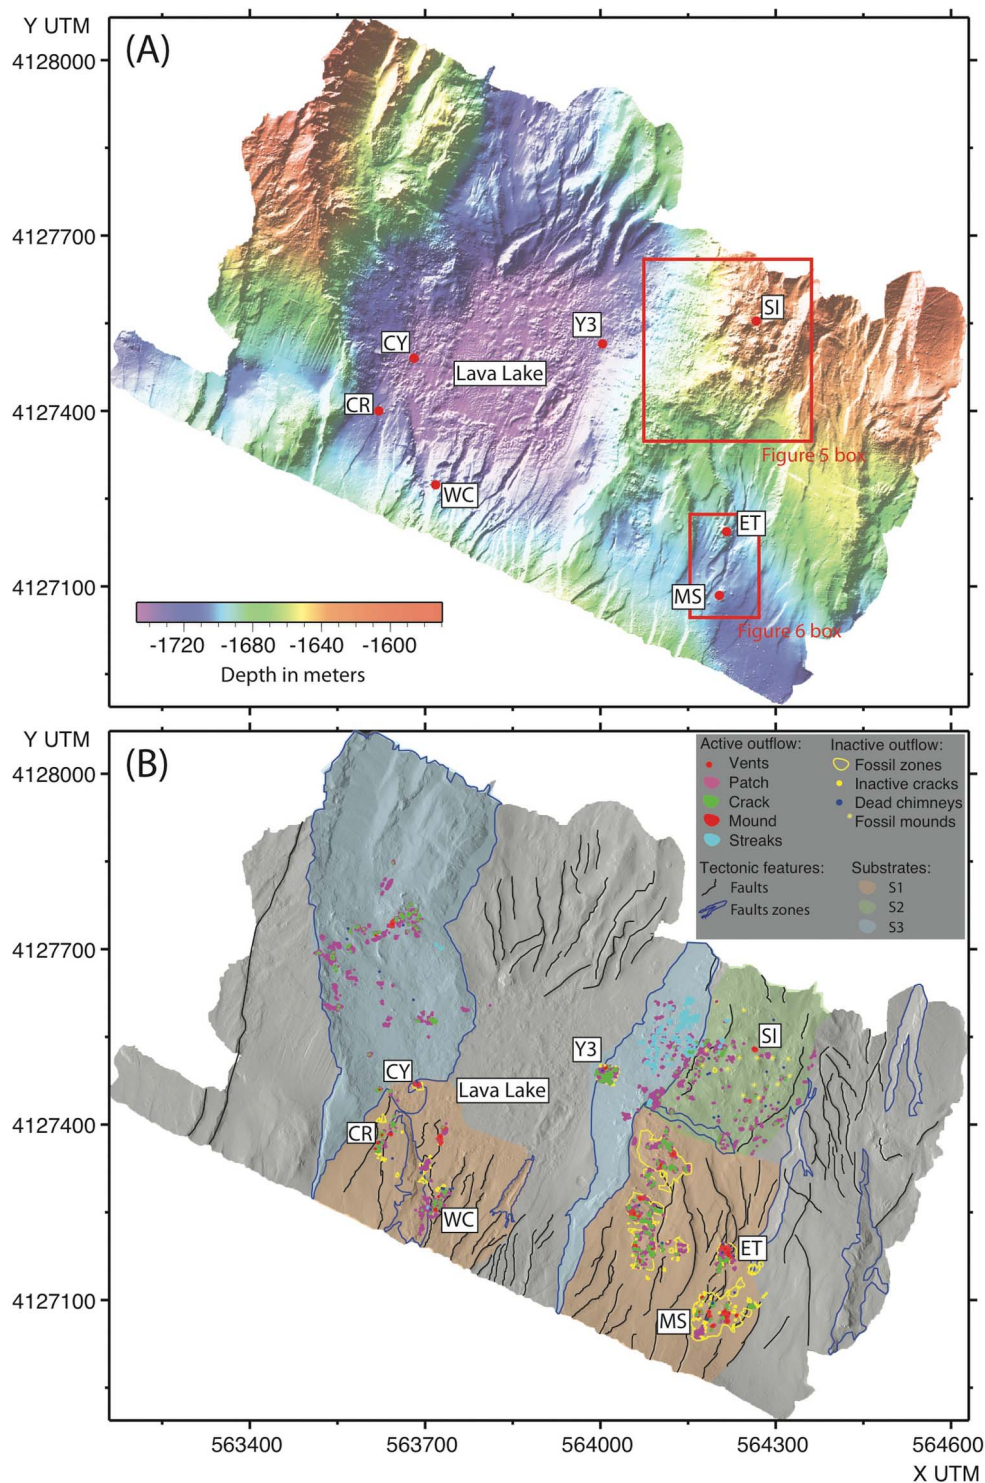 Y UTM
(A)
4128000
4127700
SI
Y3
CY
Lava Lake
CR
4127400
Figure 5 box
WC
ET
MS
4127100
Figure 6 box
-1720 -1680 -1640 -1600
Depth in meters
Y UTM
(B)
4128000
Active outflow:
Vents
Patch
Crack
Mound
Streaks
Inactive outflow:
Fossil zones
Inactive cracks
Dead chimneys
Fossil mounds
Tectonic features:
Faults
Faults zones
Substrates:
S1
S2
S3
4127700
SI
Y3
CY
Lava Lake
4127400
CR
WC
ET
4127100
MS
563400 563700 564000 564300 564600
X UTM